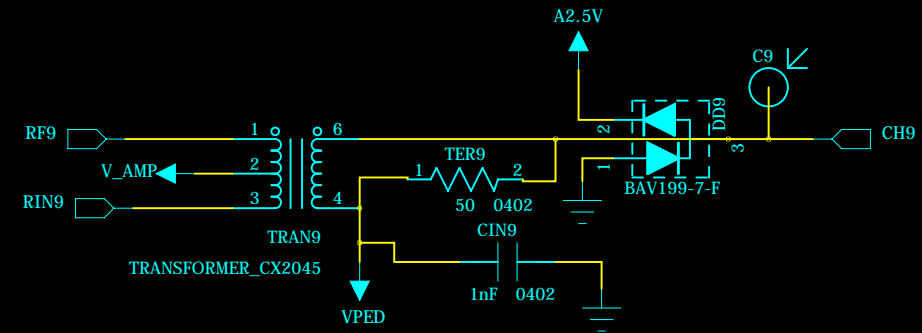 A2.5V
C9
DD9
RF9
1
6
2
3
CH9
TER9
V_AMP
2
1
2
1
BAV199-7-F
RIN9
3
4
50 0402
CIN9
TRAN9
TRANSFORMER_CX2045
1nF 0402
VPED